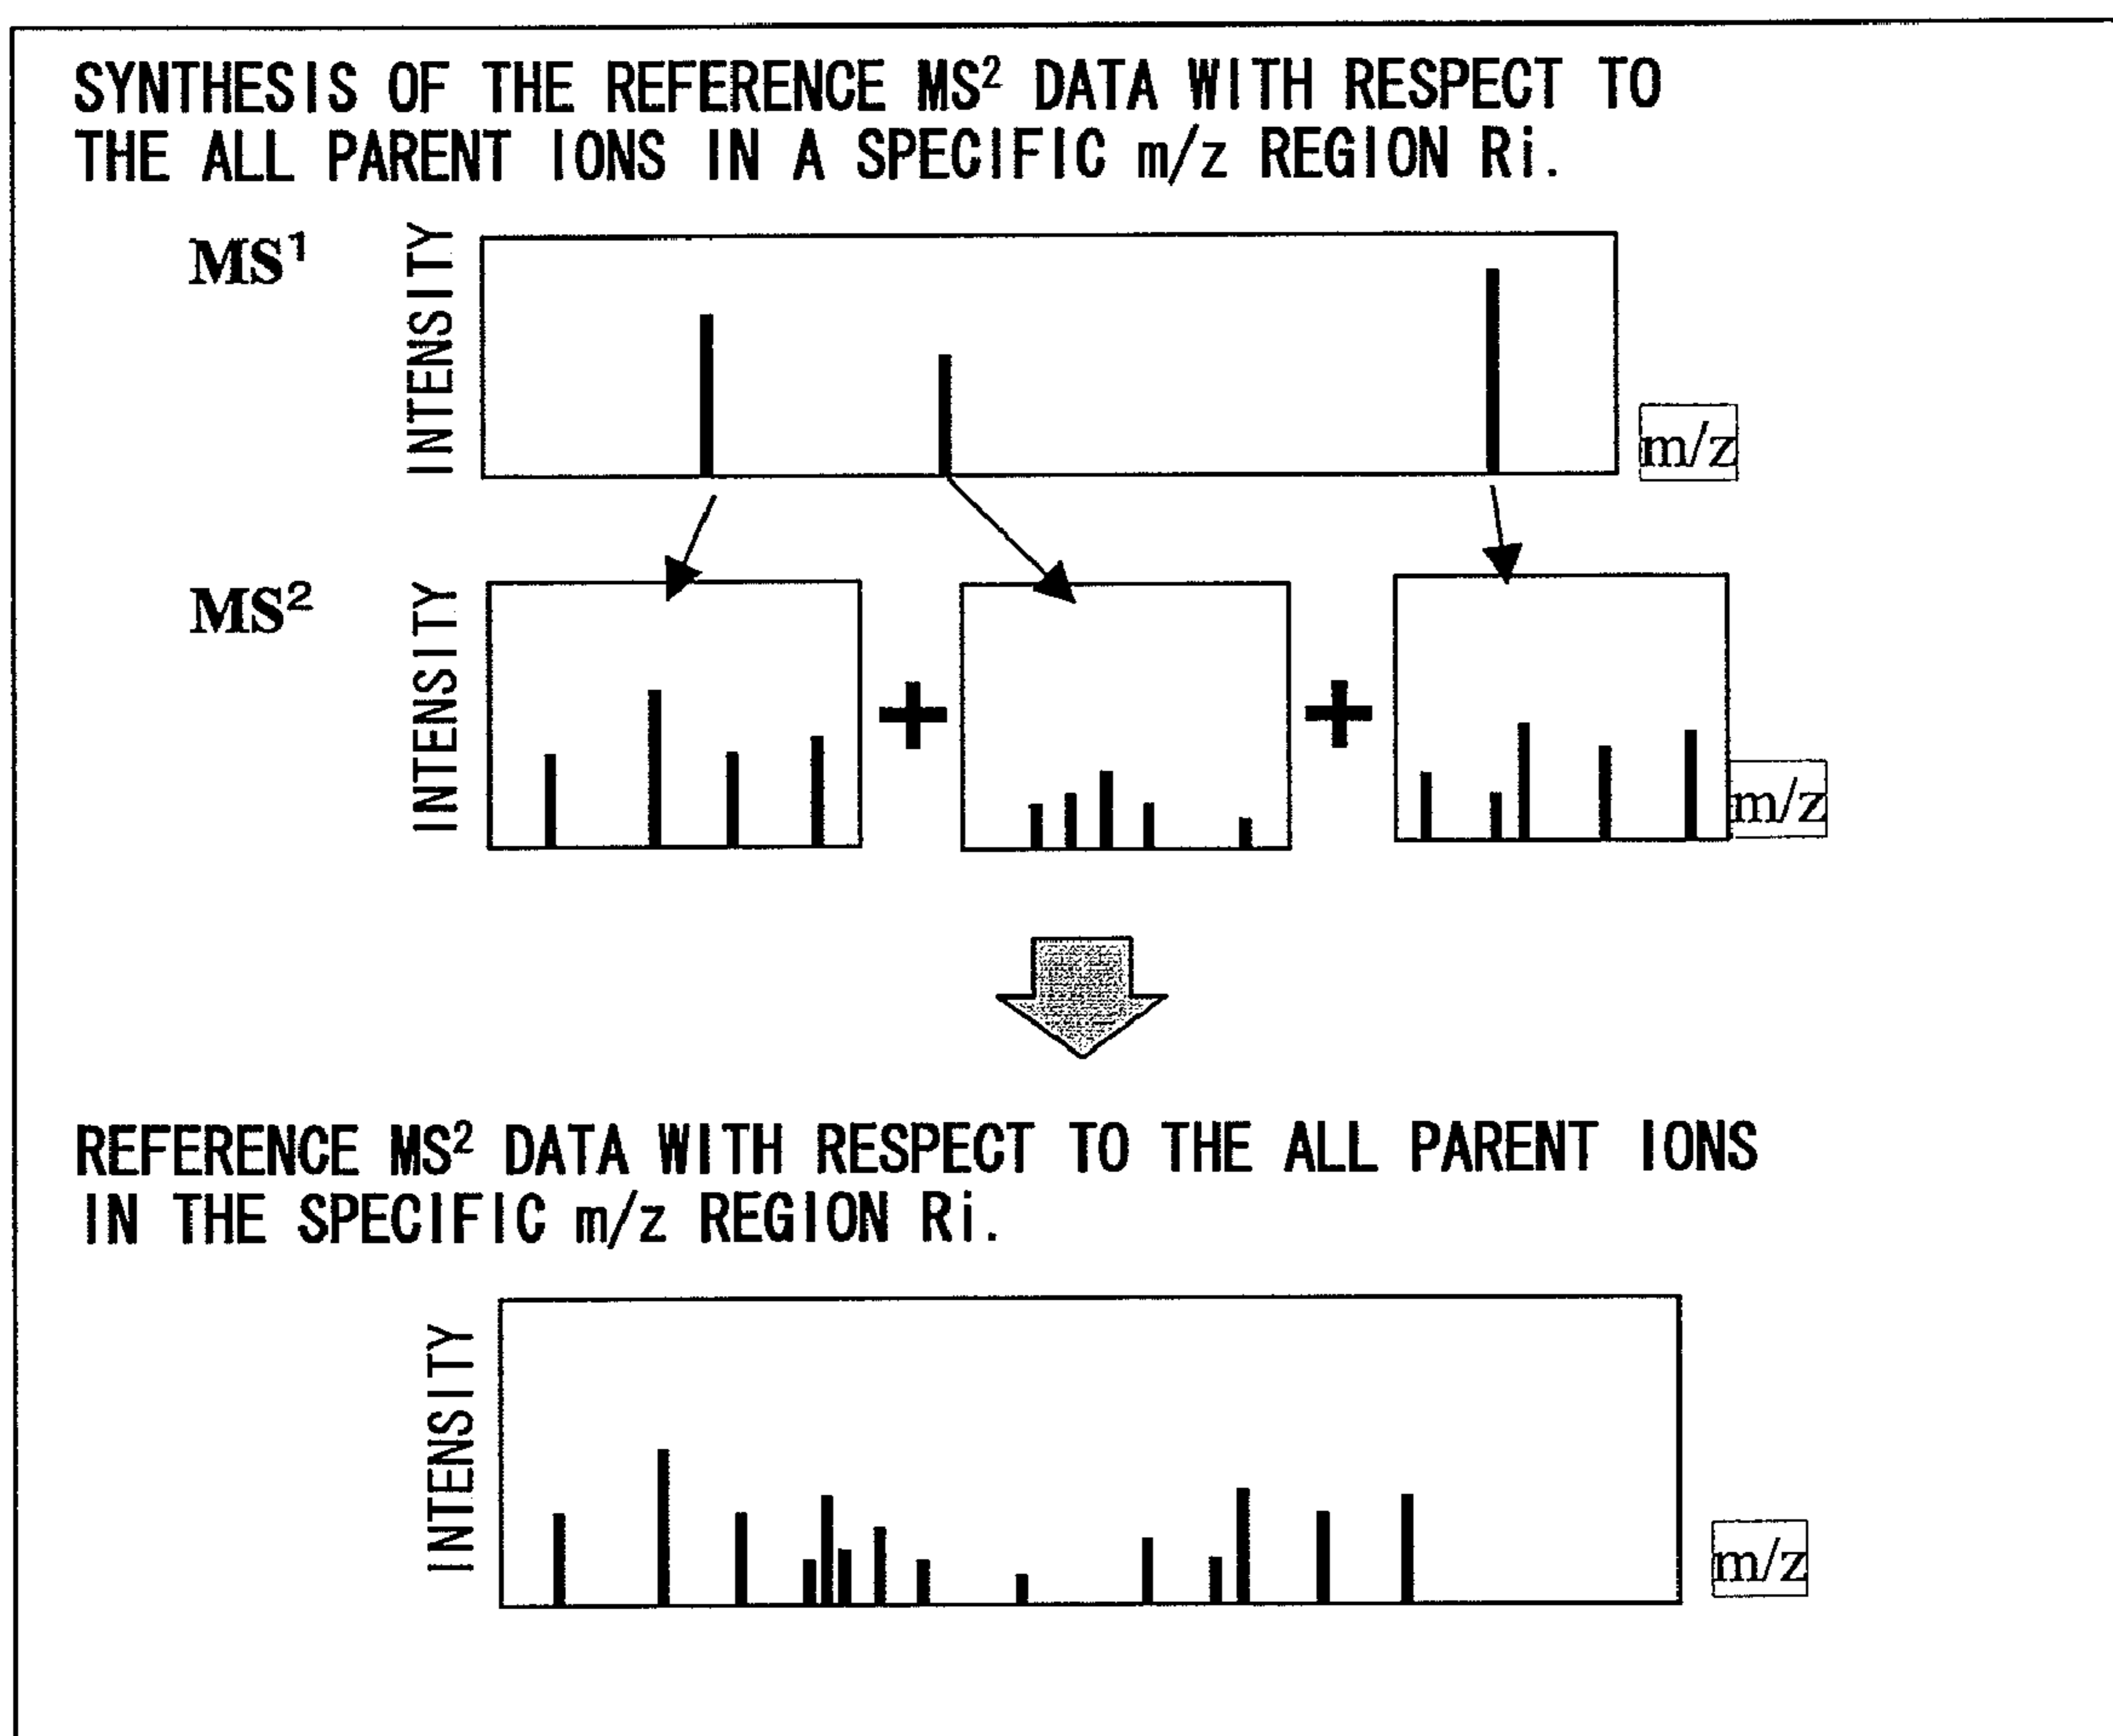 SYNTHESIS OF THE REFERENCE MS² DATA WITH RESPECT TO
THE ALL PARENT IONS IN A SPECIFIC m/z REGION Ri.
MS¹
INTENSITY
m/z
MS²
INTENSITY
+
+
m/z
REFERENCE MS² DATA WITH RESPECT TO THE ALL PARENT IONS
IN THE SPECIFIC m/z REGION Ri.
INTENSITY
m/z